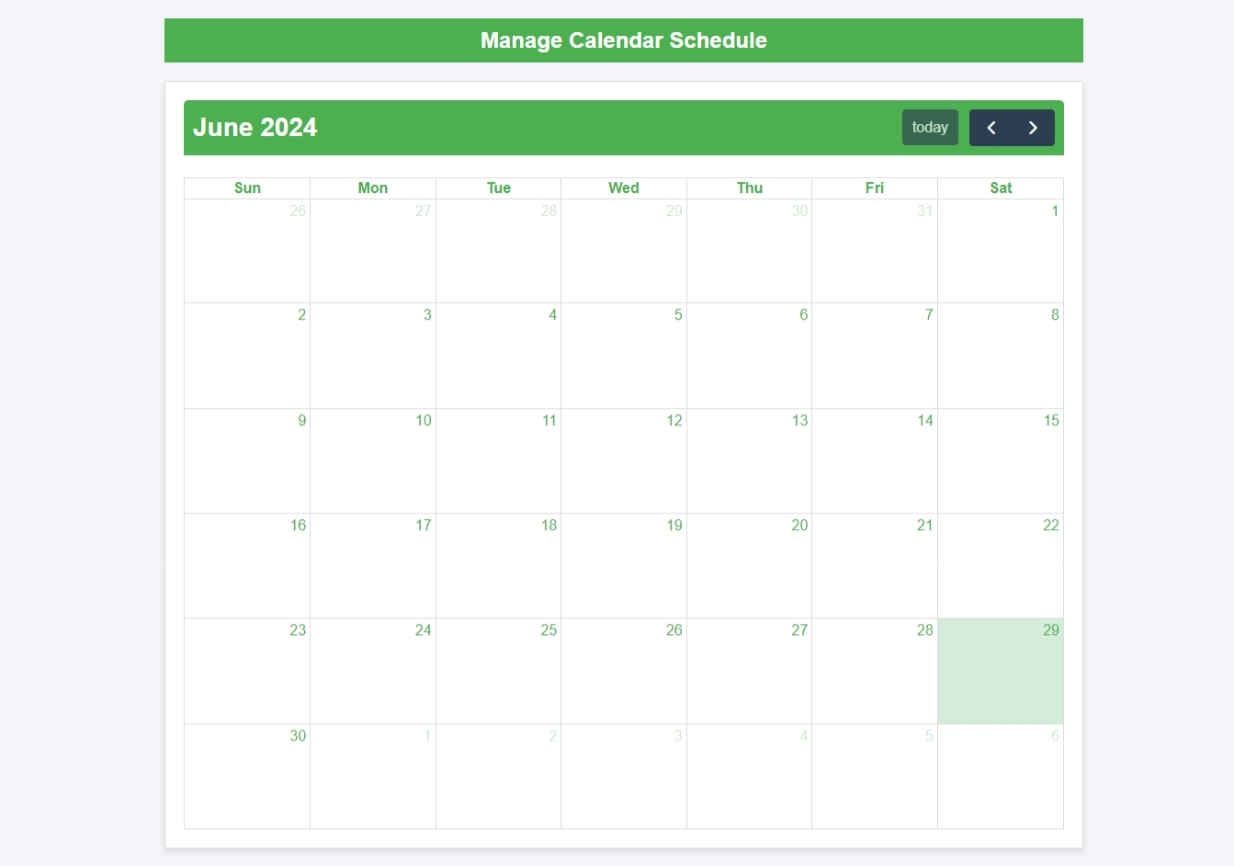 Manage Calendar Schedule
June 2024 today
Sun Mon Tue Wed Thu Fri Sat
26 27 28 29 30 31 1
2 3 4 5 6 7 8
9 10 11 12 13 14 15
16 17 18 19 20 21 22
23 24 25 26 27 28 29
30 1 2 3 4 5 6